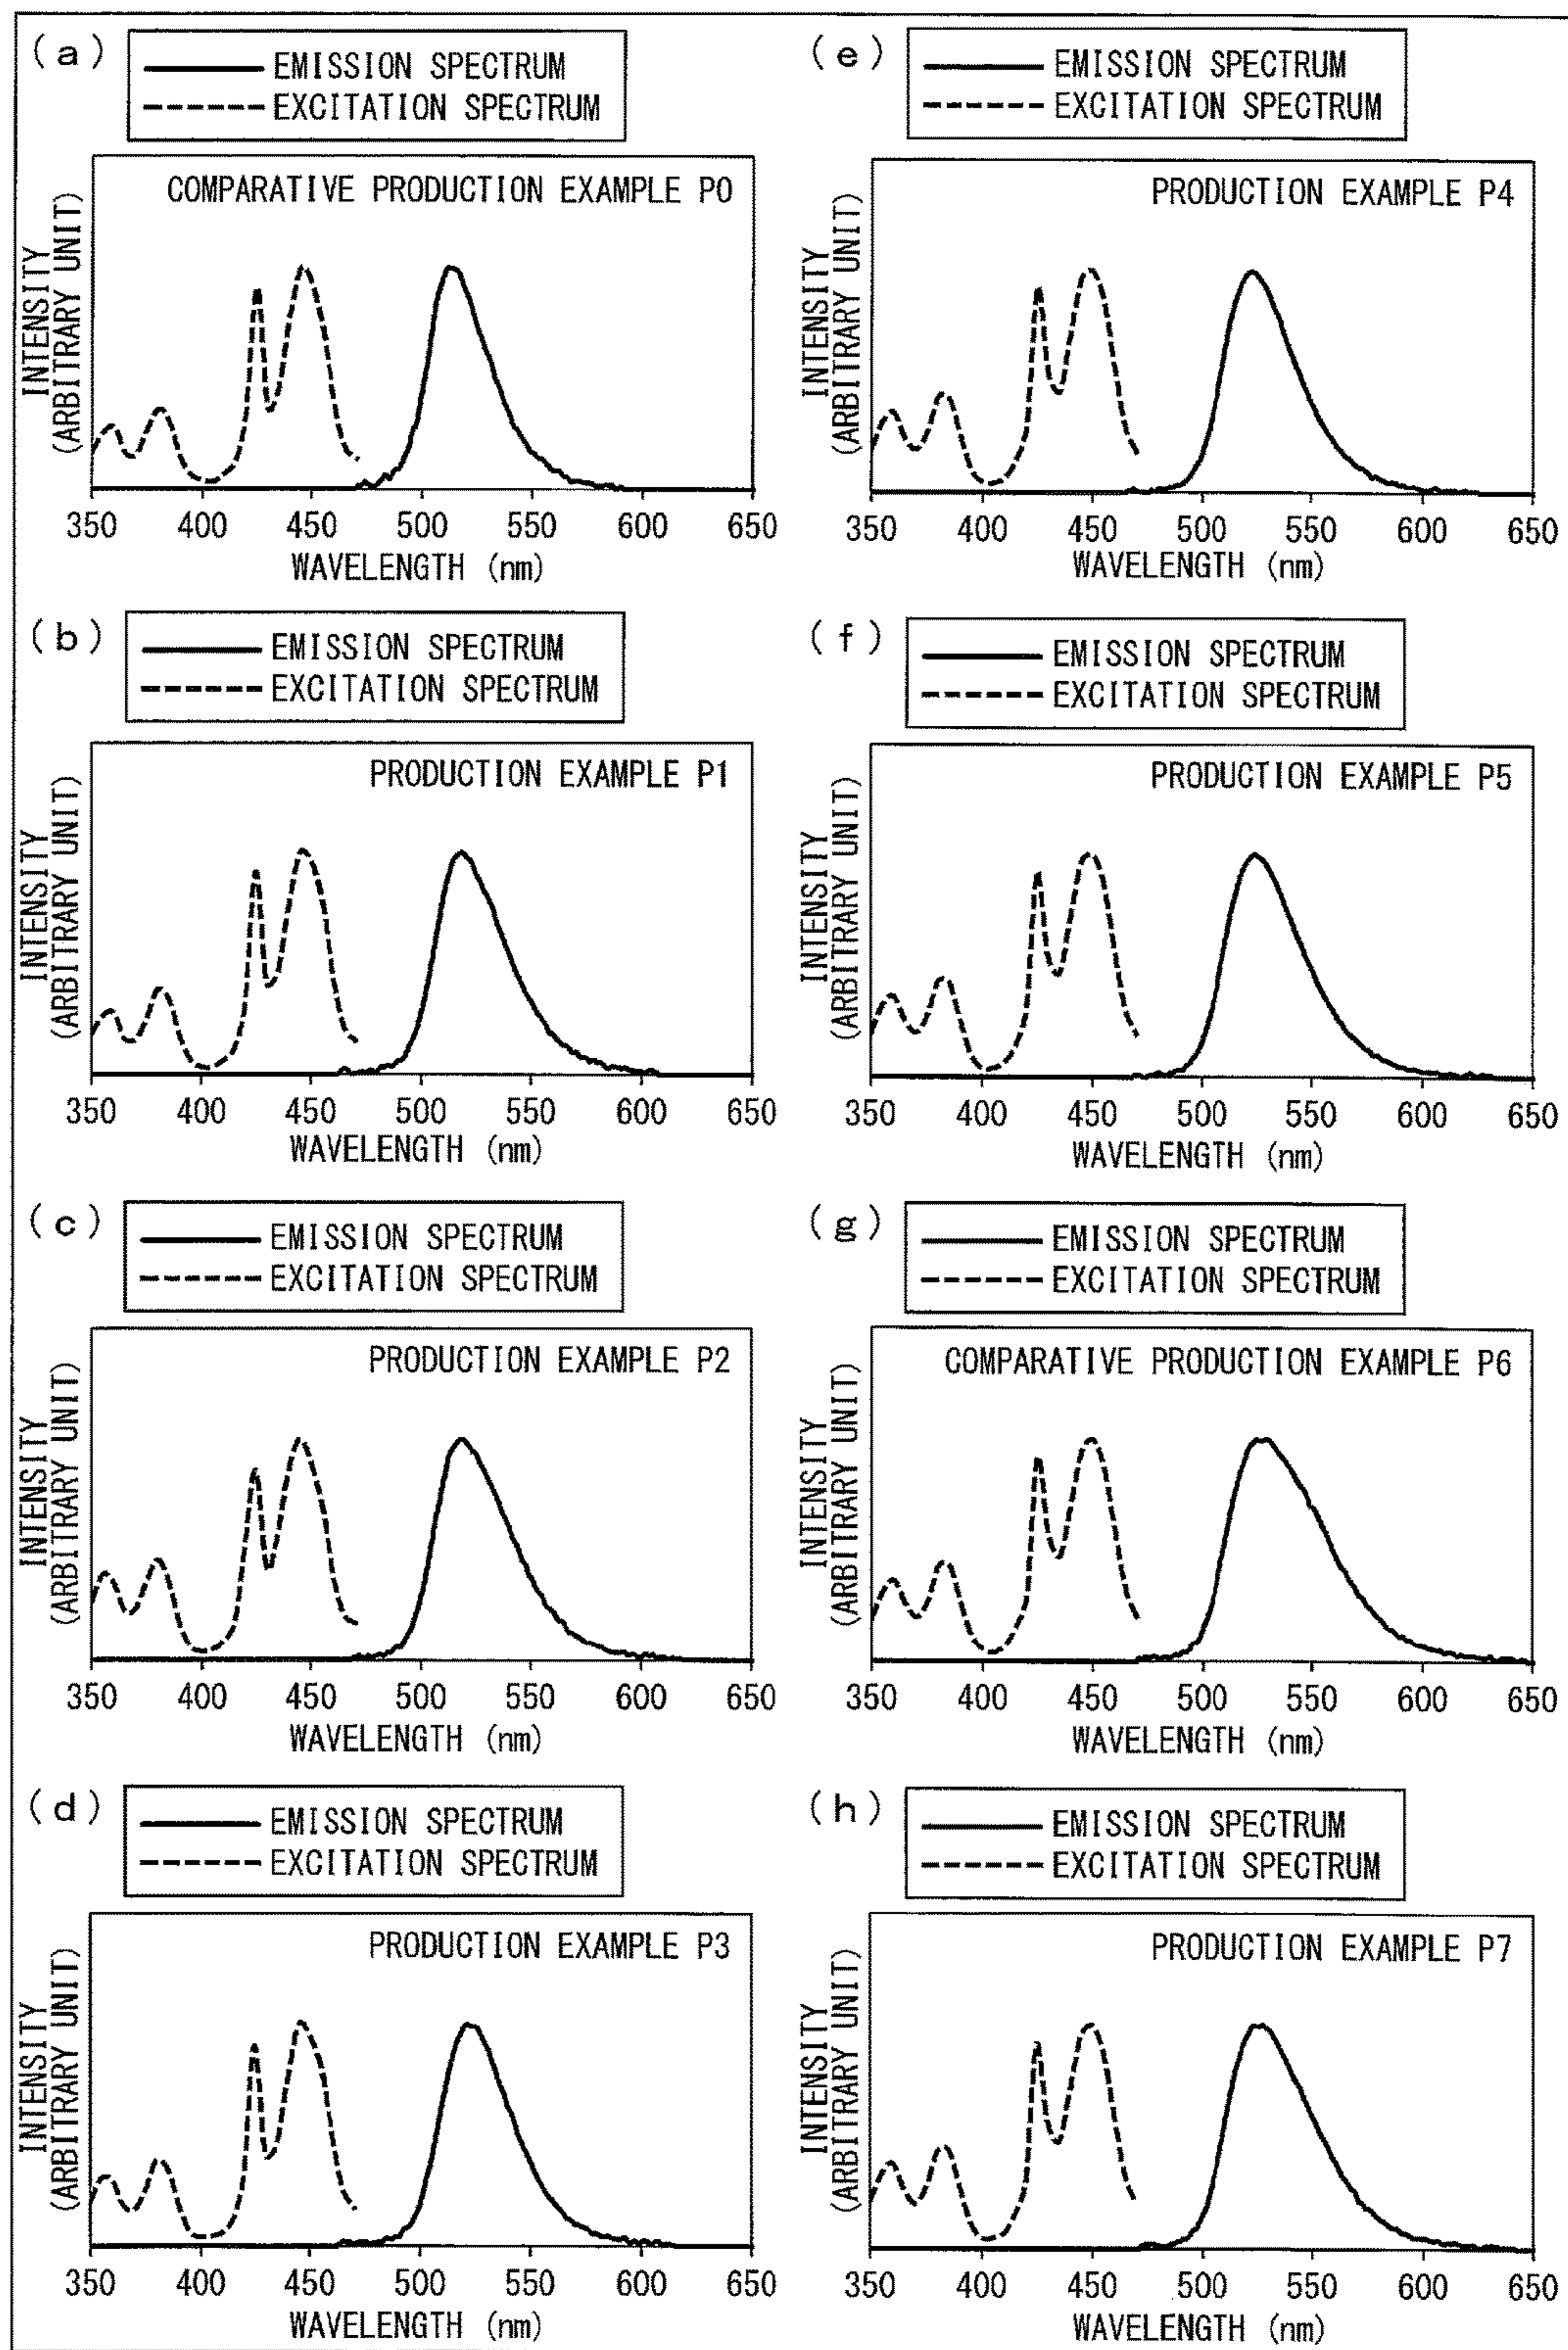 (a)
EMISSION SPECTRUM
EXCITATION SPECTRUM
COMPARATIVE PRODUCTION EXAMPLE P0
INTENSITY
(ARBITRARY UNIT)
350 400 450 500 550 600 650
WAVELENGTH (nm)
(b)
EMISSION SPECTRUM
EXCITATION SPECTRUM
PRODUCTION EXAMPLE P1
INTENSITY
(ARBITRARY UNIT)
350 400 450 500 550 600 650
WAVELENGTH (nm)
(c)
EMISSION SPECTRUM
EXCITATION SPECTRUM
PRODUCTION EXAMPLE P2
INTENSITY
(ARBITRARY UNIT)
350 400 450 500 550 600 650
WAVELENGTH (nm)
(d)
EMISSION SPECTRUM
EXCITATION SPECTRUM
PRODUCTION EXAMPLE P3
INTENSITY
(ARBITRARY UNIT)
350 400 450 500 550 600 650
WAVELENGTH (nm)
(e)
EMISSION SPECTRUM
EXCITATION SPECTRUM
PRODUCTION EXAMPLE P4
INTENSITY
(ARBITRARY UNIT)
350 400 450 500 550 600 650
WAVELENGTH (nm)
(f)
EMISSION SPECTRUM
EXCITATION SPECTRUM
PRODUCTION EXAMPLE P5
INTENSITY
(ARBITRARY UNIT)
350 400 450 500 550 600 650
WAVELENGTH (nm)
(g)
EMISSION SPECTRUM
EXCITATION SPECTRUM
COMPARATIVE PRODUCTION EXAMPLE P6
INTENSITY
(ARBITRARY UNIT)
350 400 450 500 550 600 650
WAVELENGTH (nm)
(h)
EMISSION SPECTRUM
EXCITATION SPECTRUM
PRODUCTION EXAMPLE P7
INTENSITY
(ARBITRARY UNIT)
350 400 450 500 550 600 650
WAVELENGTH (nm)